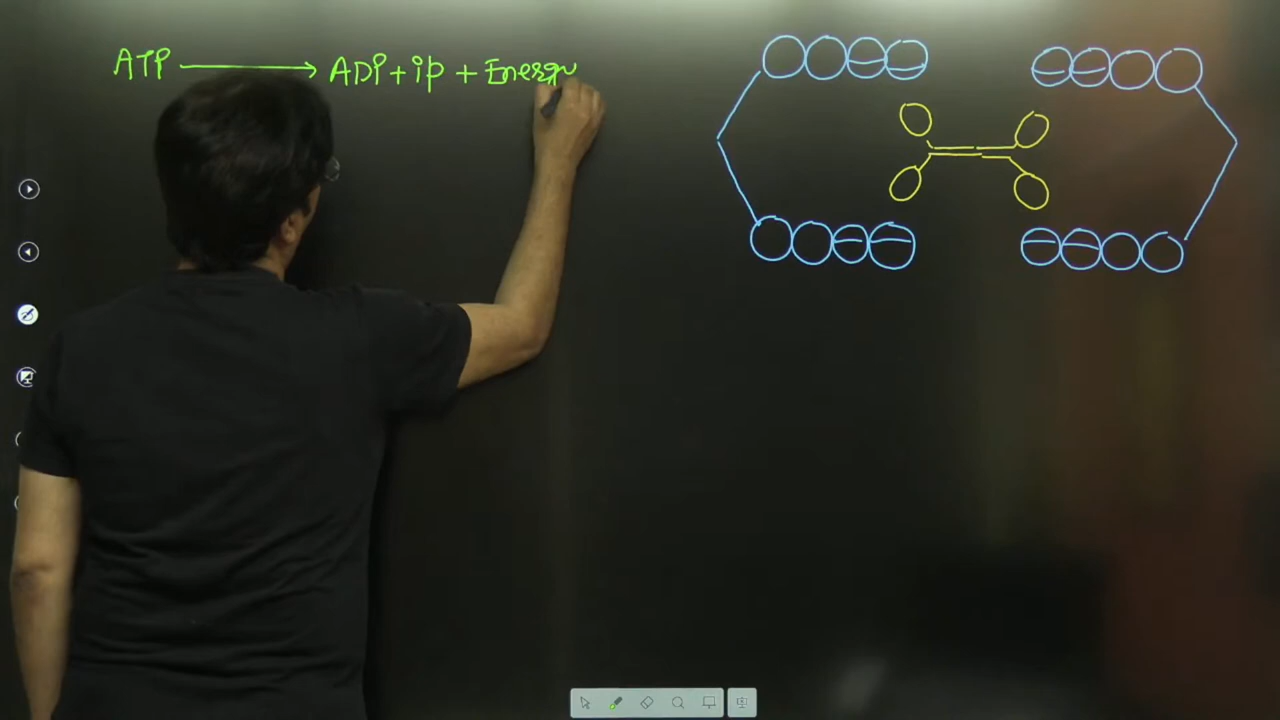 ATP → ADP + ip + Energy